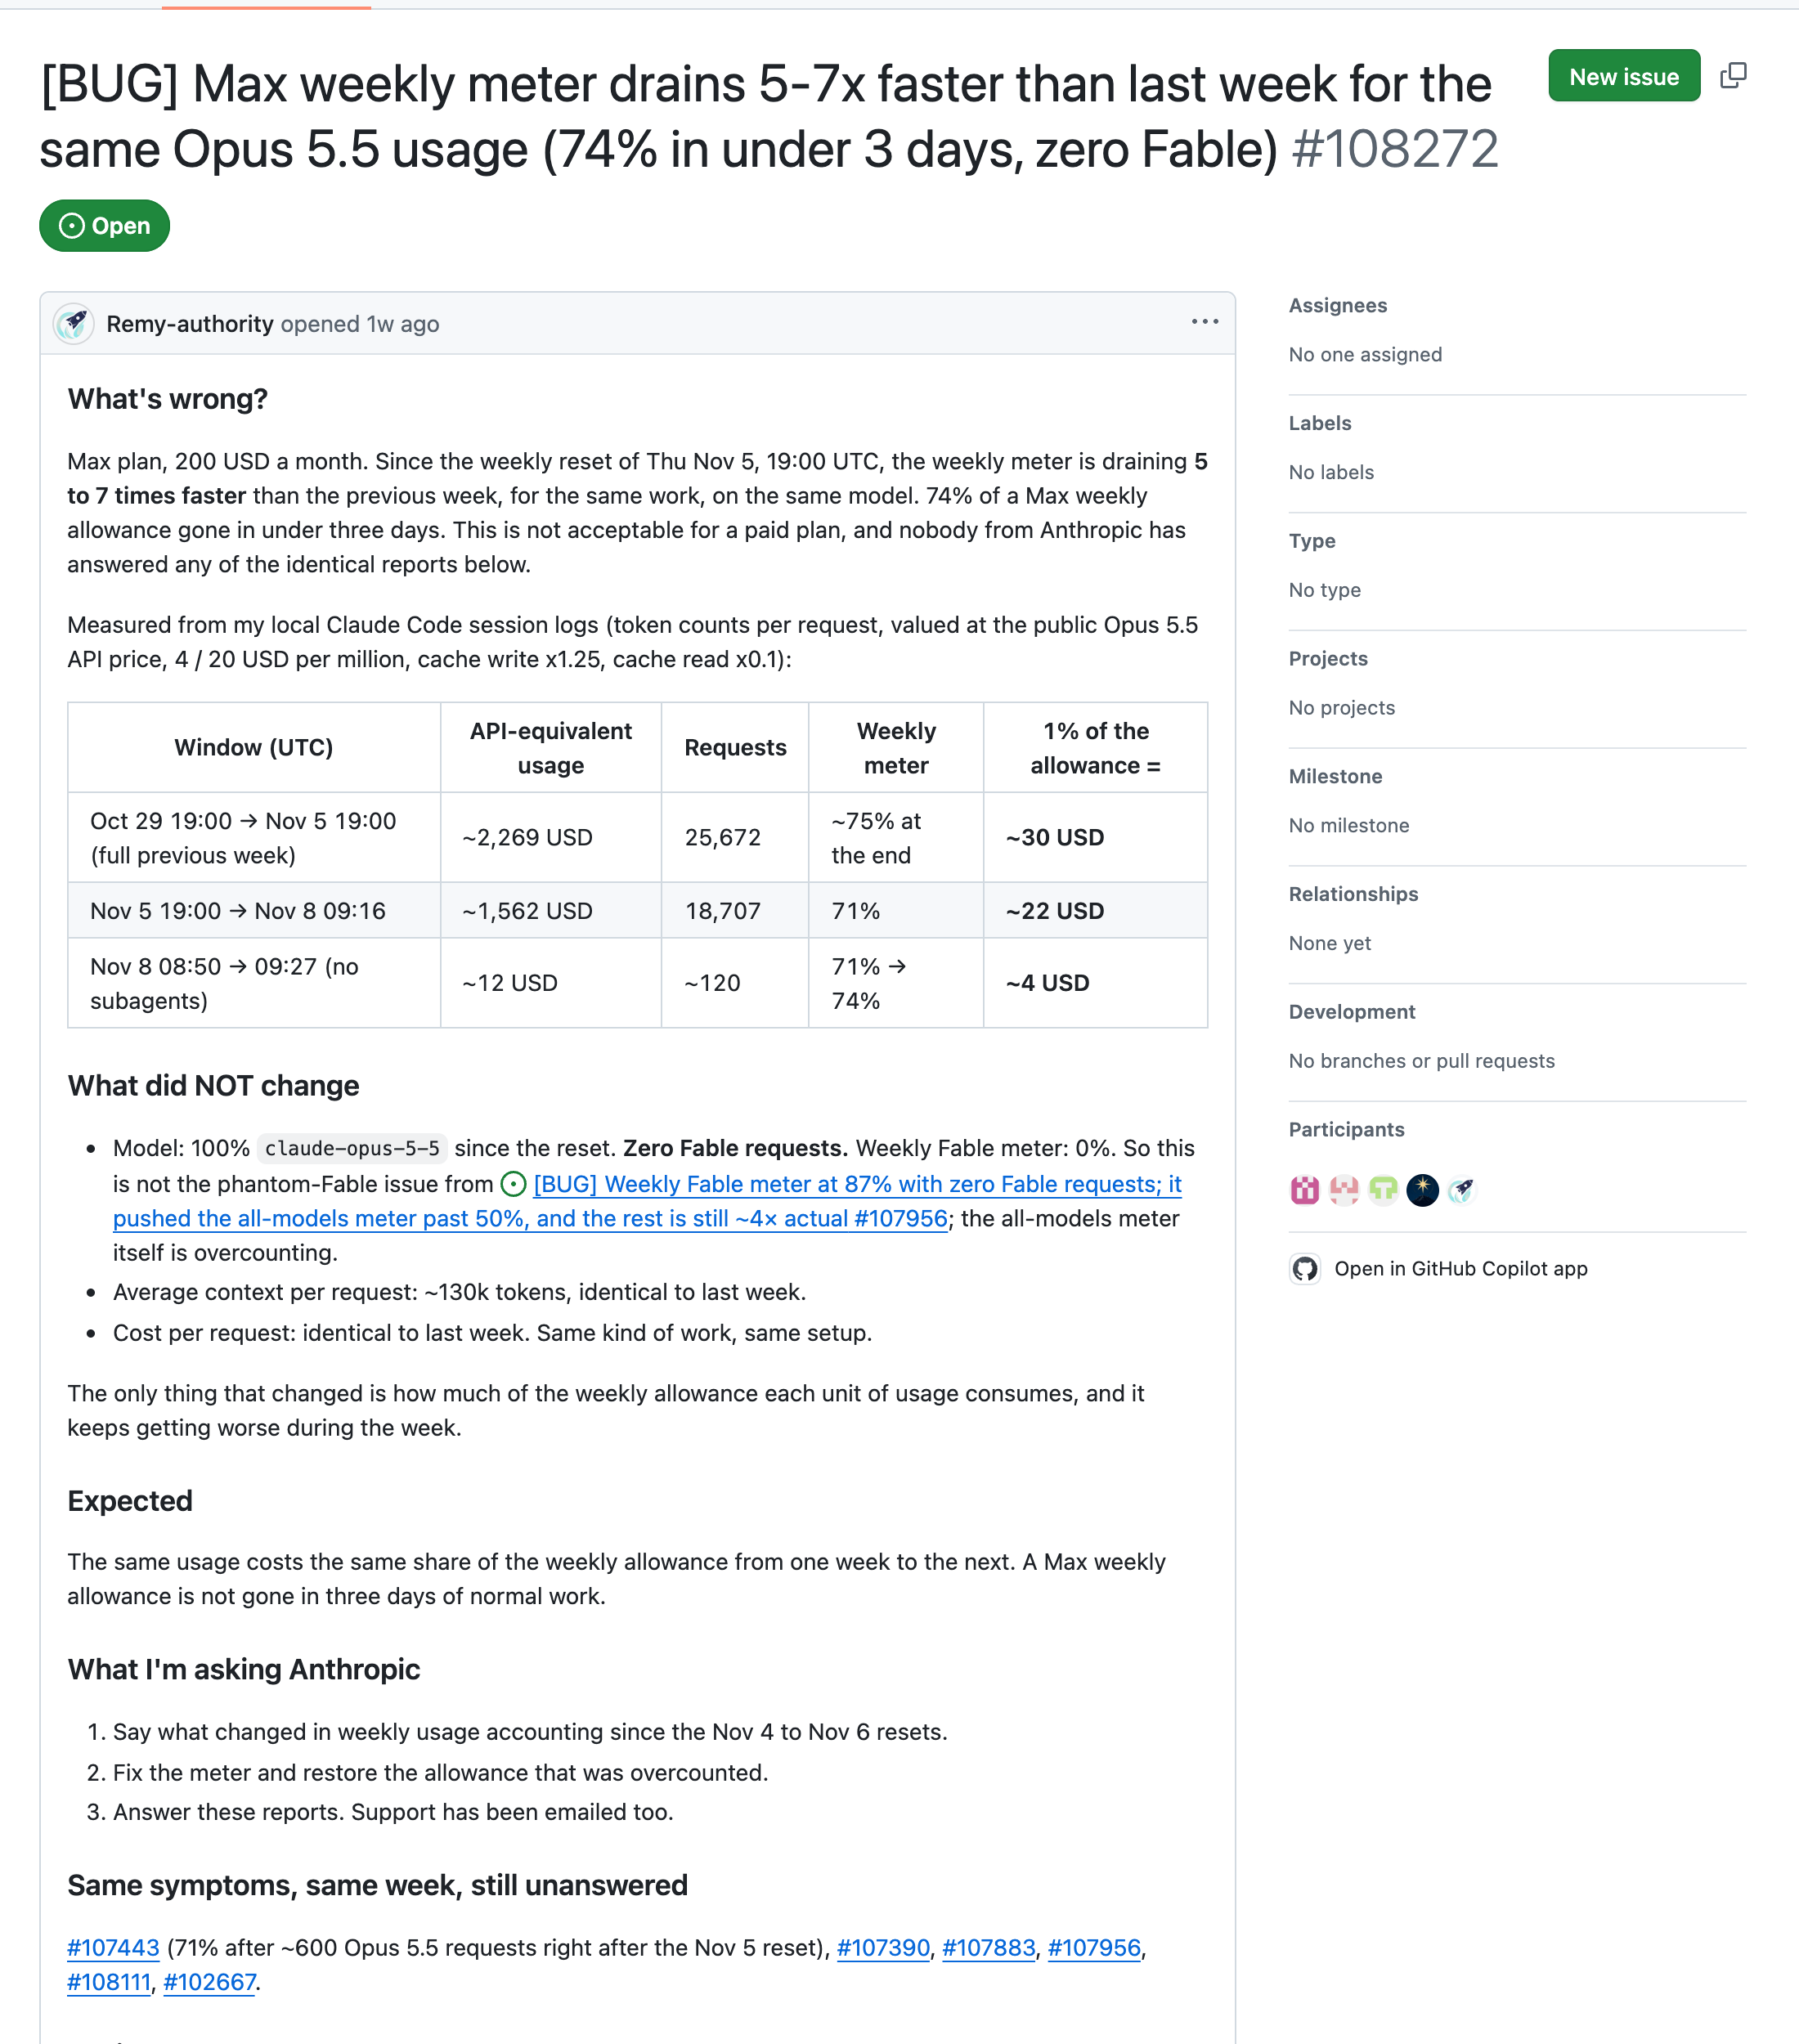 [BUG] Max weekly meter drains 5-7x faster than last week for the
same Opus 5.5 usage (74% in under 3 days, zero Fable) #108272
New issue
Open
Remy-authority opened 1w ago
What's wrong?
Max plan, 200 USD a month. Since the weekly reset of Thu Nov 5, 19:00 UTC, the weekly meter is draining 5
to 7 times faster than the previous week, for the same work, on the same model. 74% of a Max weekly
allowance gone in under three days. This is not acceptable for a paid plan, and nobody from Anthropic has
answered any of the identical reports below.
Measured from my local Claude Code session logs (token counts per request, valued at the public Opus 5.5
API price, 4 / 20 USD per million, cache write x1.25, cache read x0.1):
Window (UTC)
API-equivalent
usage
Requests
Weekly
meter
1% of the
allowance =
Oct 29 19:00 → Nov 5 19:00
(full previous week)
~2,269 USD
25,672
~75% at
the end
~30 USD
Nov 5 19:00 → Nov 8 09:16
~1,562 USD
18,707
71%
~22 USD
Nov 8 08:50 → 09:27 (no
subagents)
~12 USD
~120
71% →
74%
~4 USD
What did NOT change
• Model: 100% claude-opus-5-5 since the reset. Zero Fable requests. Weekly Fable meter: 0%. So this
is not the phantom-Fable issue from [BUG] Weekly Fable meter at 87% with zero Fable requests; it
pushed the all-models meter past 50%, and the rest is still ~4× actual #107956; the all-models meter
itself is overcounting.
• Average context per request: ~130k tokens, identical to last week.
• Cost per request: identical to last week. Same kind of work, same setup.
The only thing that changed is how much of the weekly allowance each unit of usage consumes, and it
keeps getting worse during the week.
Expected
The same usage costs the same share of the weekly allowance from one week to the next. A Max weekly
allowance is not gone in three days of normal work.
What I'm asking Anthropic
1. Say what changed in weekly usage accounting since the Nov 4 to Nov 6 resets.
2. Fix the meter and restore the allowance that was overcounted.
3. Answer these reports. Support has been emailed too.
Same symptoms, same week, still unanswered
#107443 (71% after ~600 Opus 5.5 requests right after the Nov 5 reset), #107390, #107883, #107956,
#108111, #102667.
Assignees
No one assigned
Labels
No labels
Type
No type
Projects
No projects
Milestone
No milestone
Relationships
None yet
Development
No branches or pull requests
Participants
Open in GitHub Copilot app